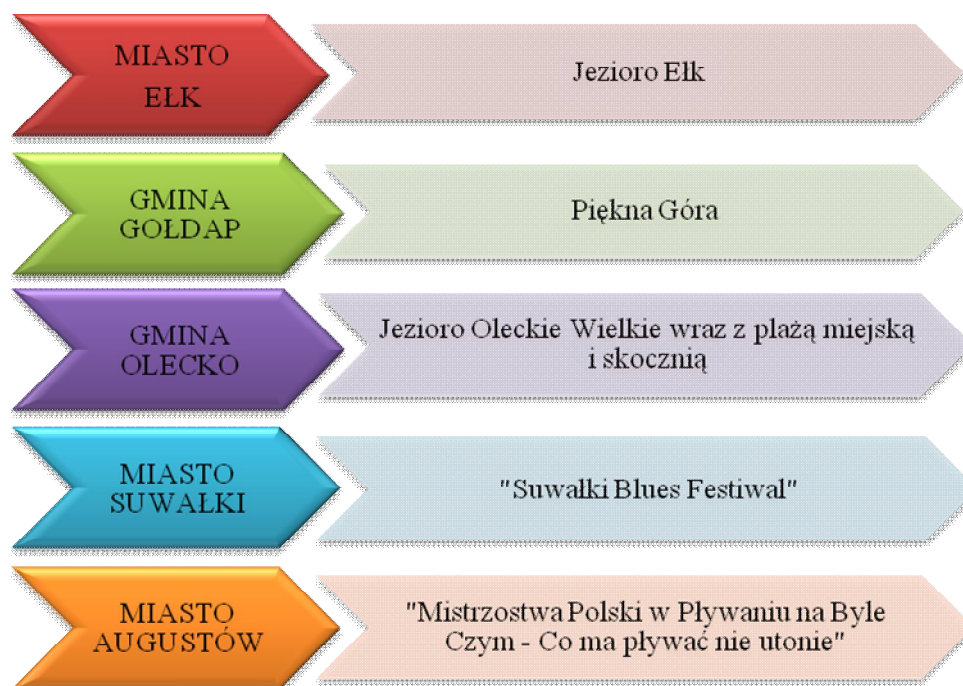 MIASTO
EŁK
Jezioro Ełk
GMINA
GOŁDAP
Piękna Góra
GMINA
OLECKO
Jezioro Oleckie Wielkie wraz z plażą miejską
i skocznią
MIASTO
SUWAŁKI
"Suwałki Blues Festiwal"
MIASTO
AUGUSTÓW
"Mistrzostwa Polski w Pływaniu na Byle
Czym - Co ma pływać nie utonie"